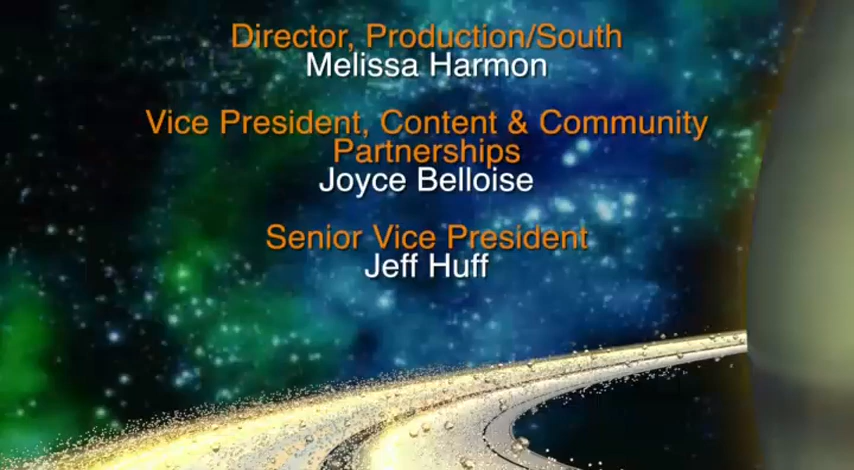 Director, Production/South
Melissa Harmon
Vice President, Content & Community
Partnerships
Joyce Belloise
Senior Vice President
Jeff Huff